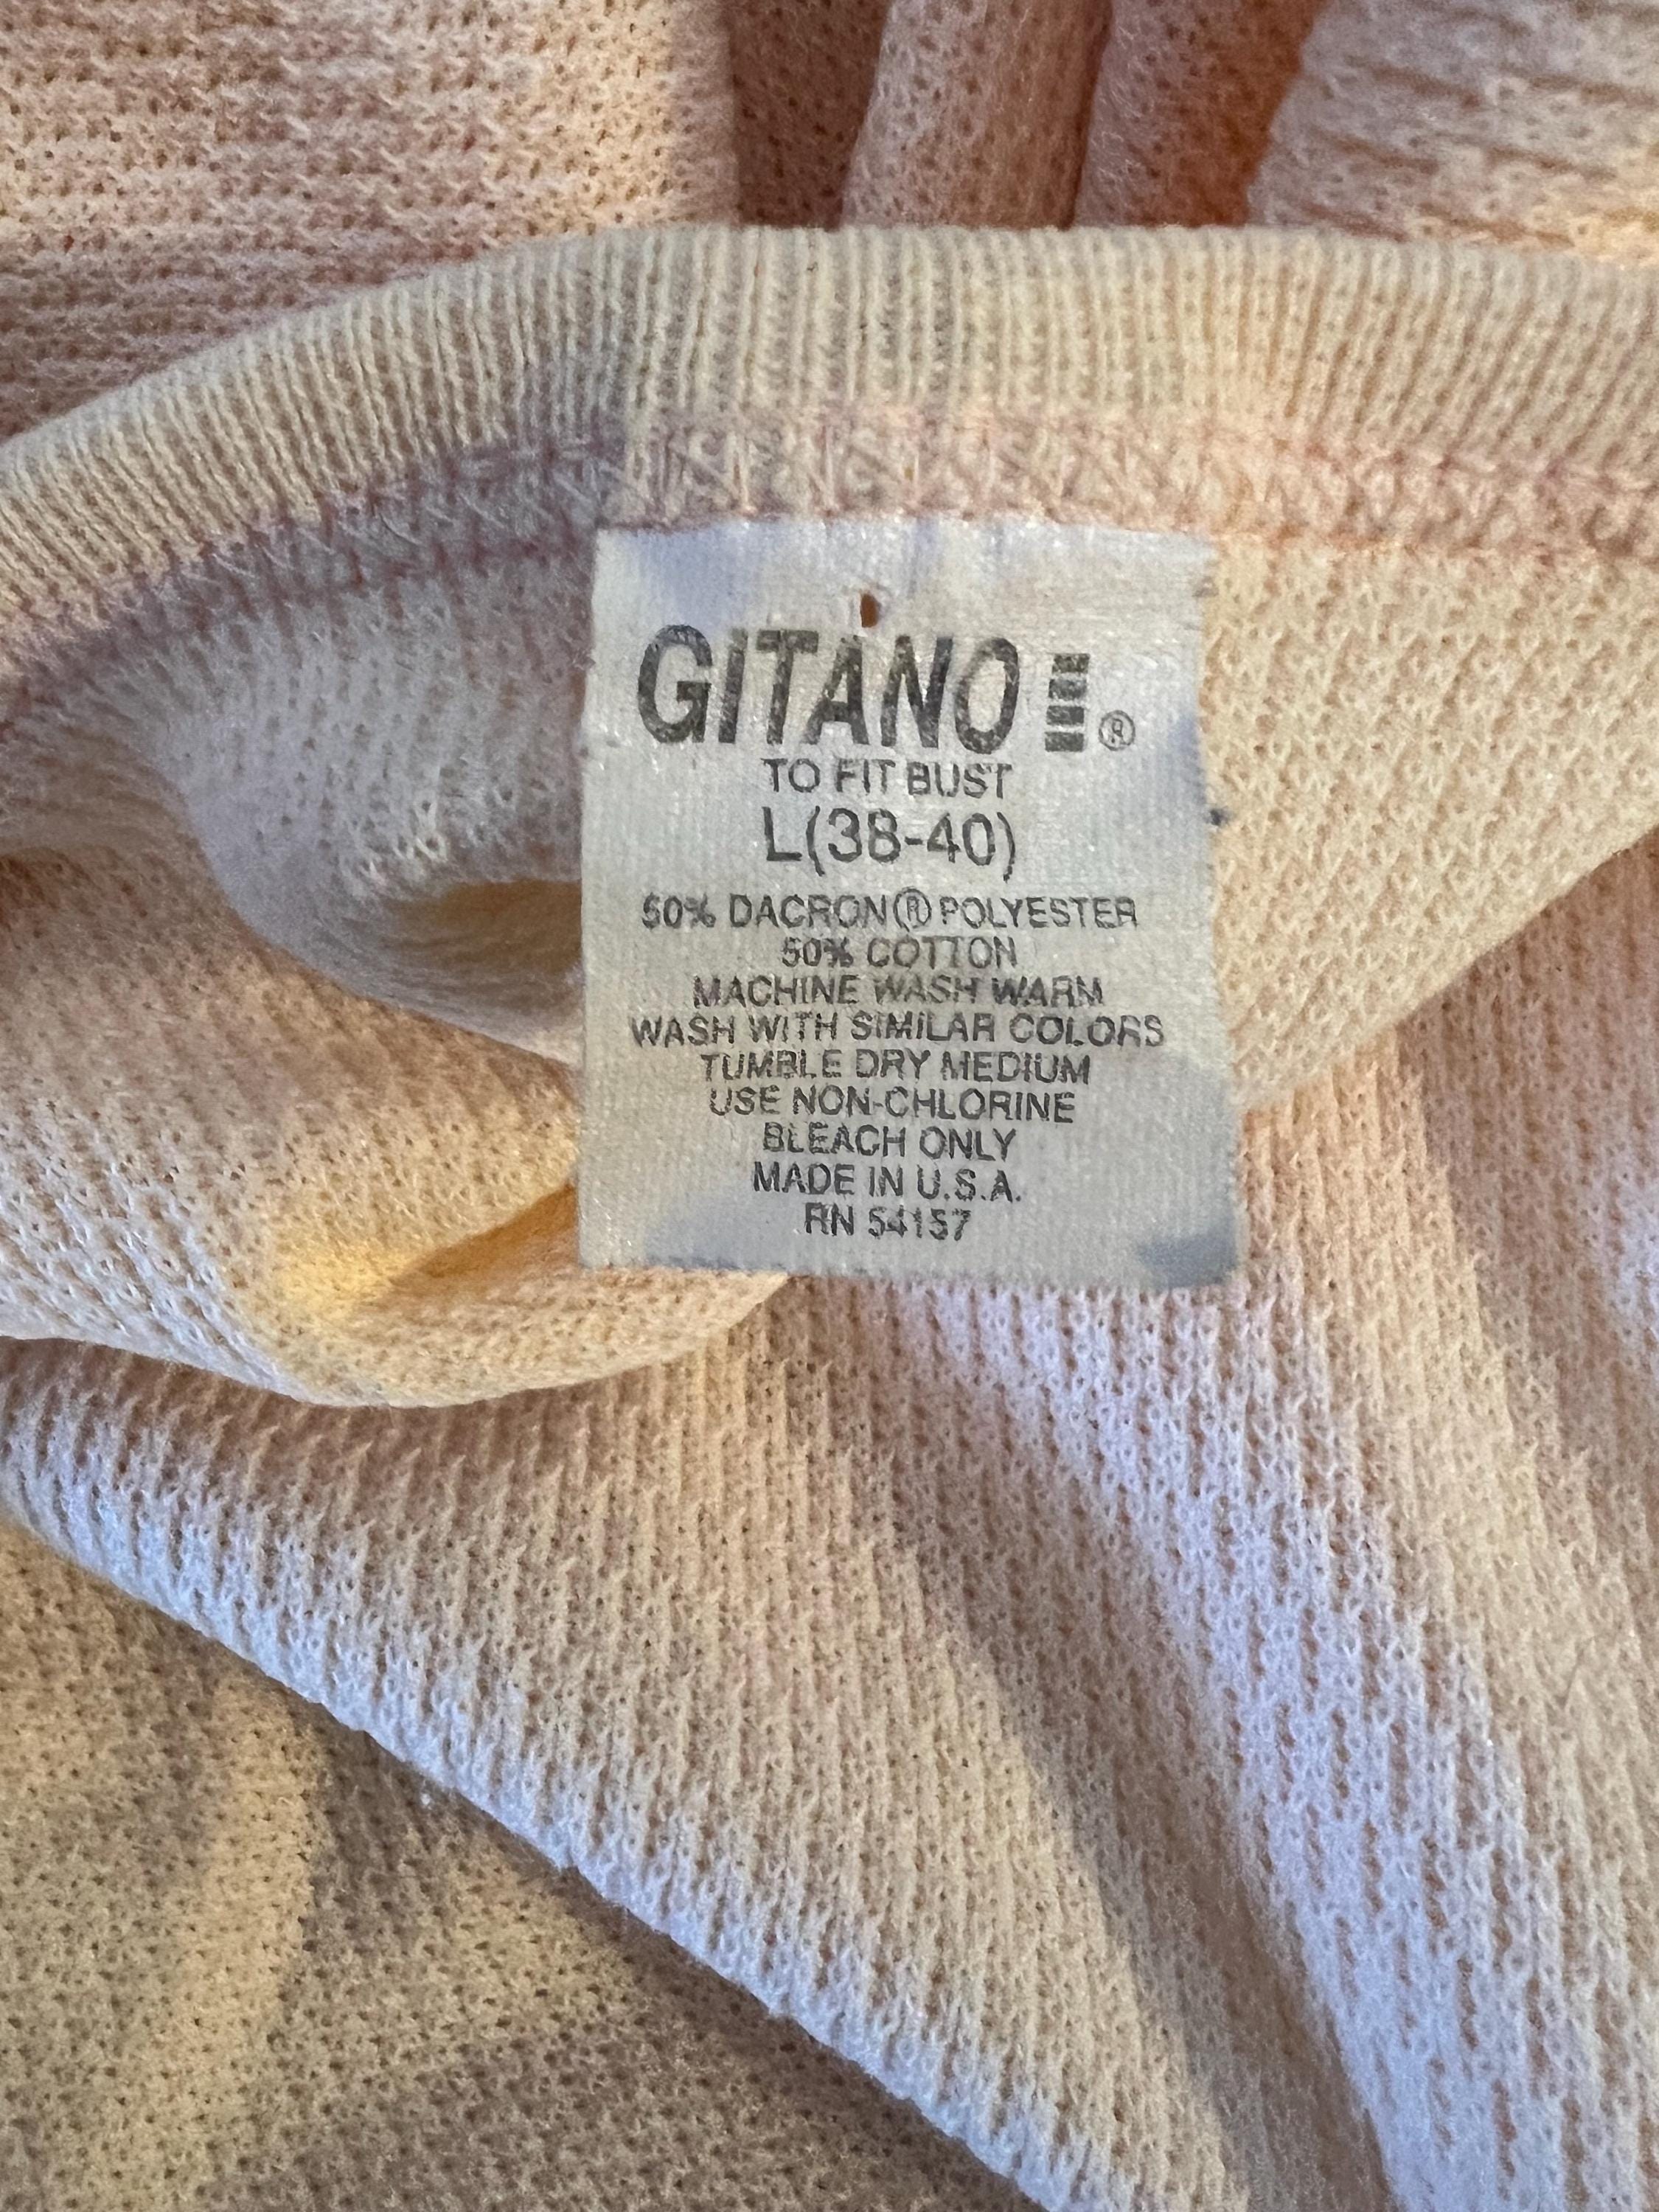 GITANO ®
TO FIT BUST
L(38-40)
50% DACRON® POLYESTER
50% COTTON
MACHINE WASH WARM
WASH WITH SIMILAR COLORS
TUMBLE DRY MEDIUM
USE NON-CHLORINE
BLEACH ONLY
MADE IN U.S.A.
RN 54157